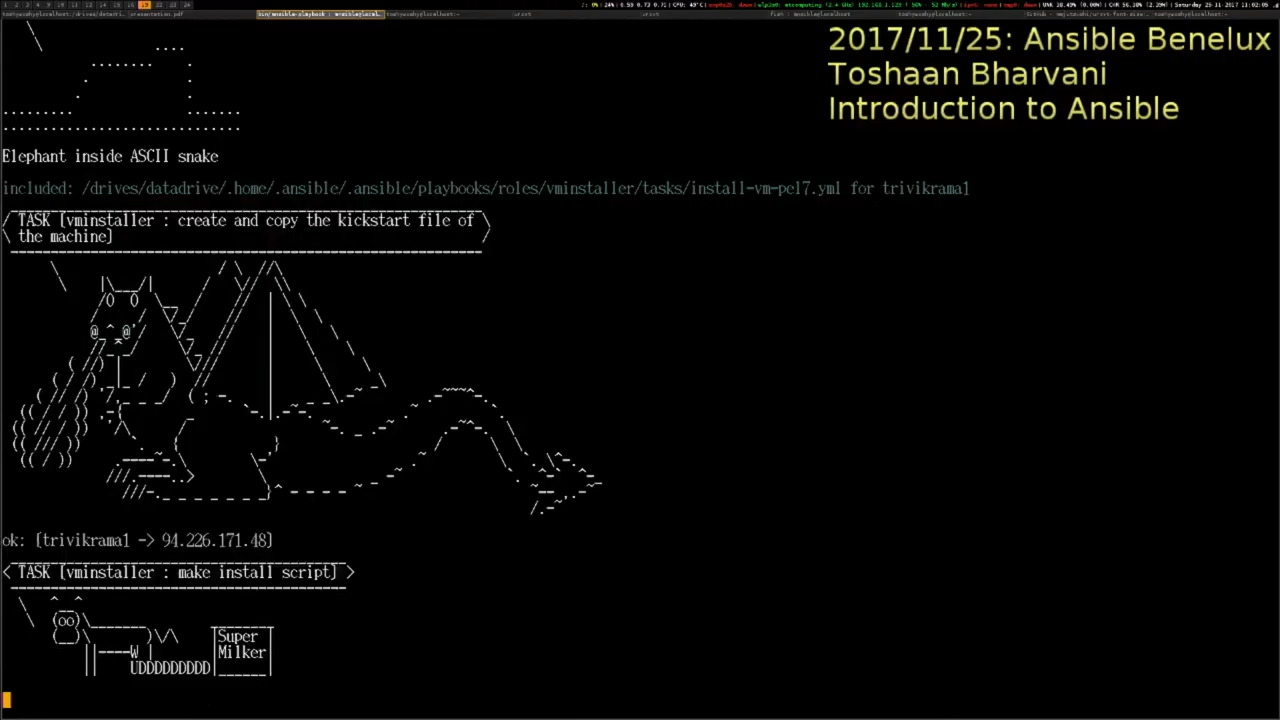 2017/11/25: Ansible Benelux
Toshaan Bharvani
Introduction to Ansible
Elephant inside ASCII snake
included: /drives/datadrive/.home/.ansible/.ansible/playbooks/roles/vminstaller/tasks/install-vm-pel7.yml for trivikrama1
TASK [vminstaller : create and copy the kickstart file of
the machine]
ok: [trivikrama1 -> 94.226.171.48]
< TASK [vminstaller : make install script] >
Super
Milker